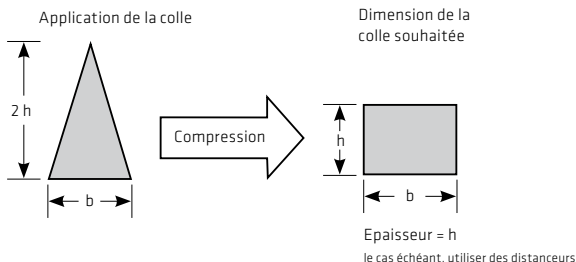 Application de la colle
Dimension de la
colle souhaitée
2 h
Compression
h
b
b
Epaisseur = h
le cas échéant, utiliser des distanceurs